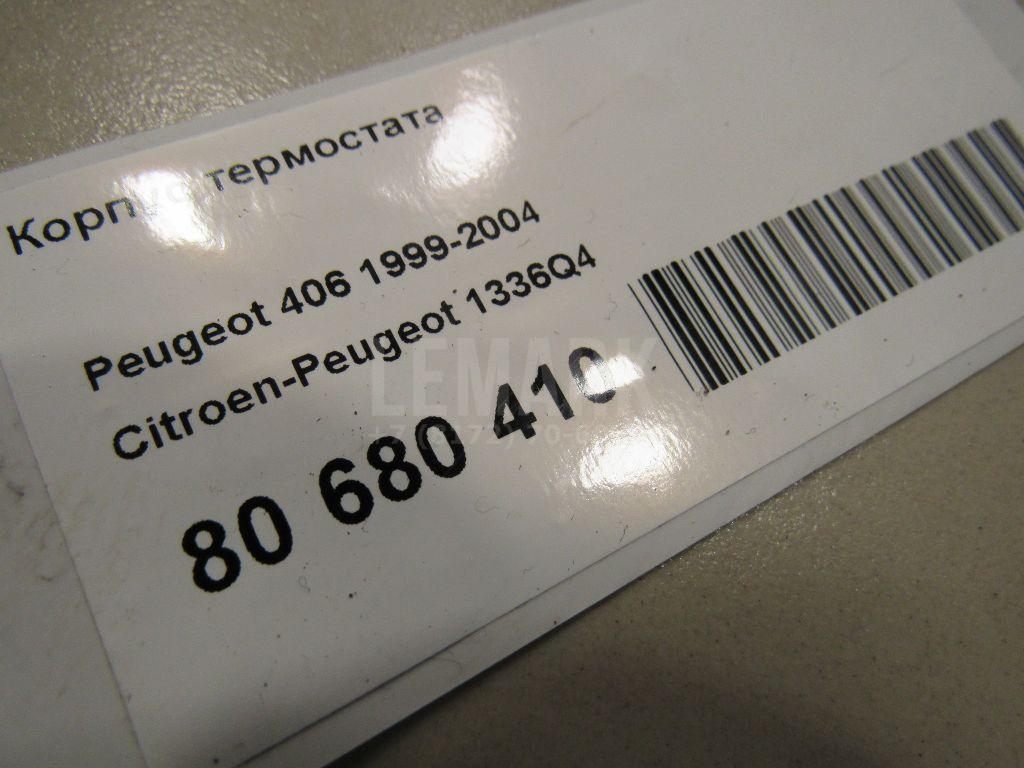 Корпус термостата
Peugeot 406 1999-2004
Citroen-Peugeot 1336Q4
80 680 410
LEMARK